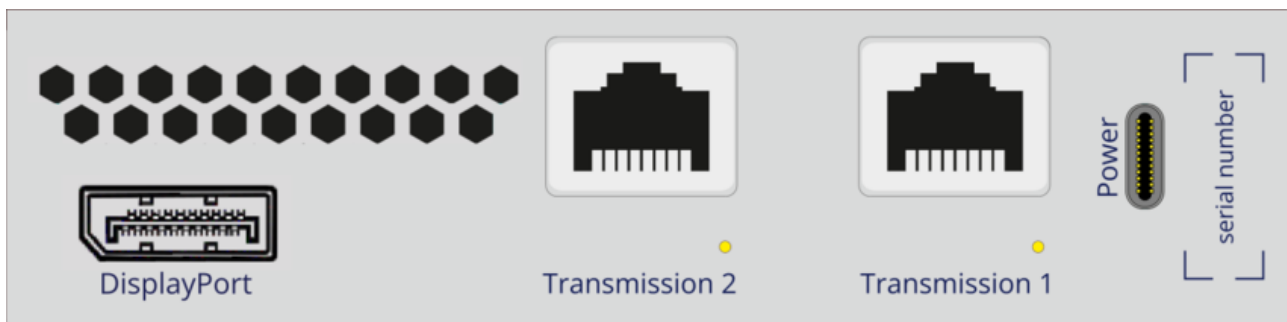 DisplayPort
Transmission 2
Transmission 1
Power
serial number